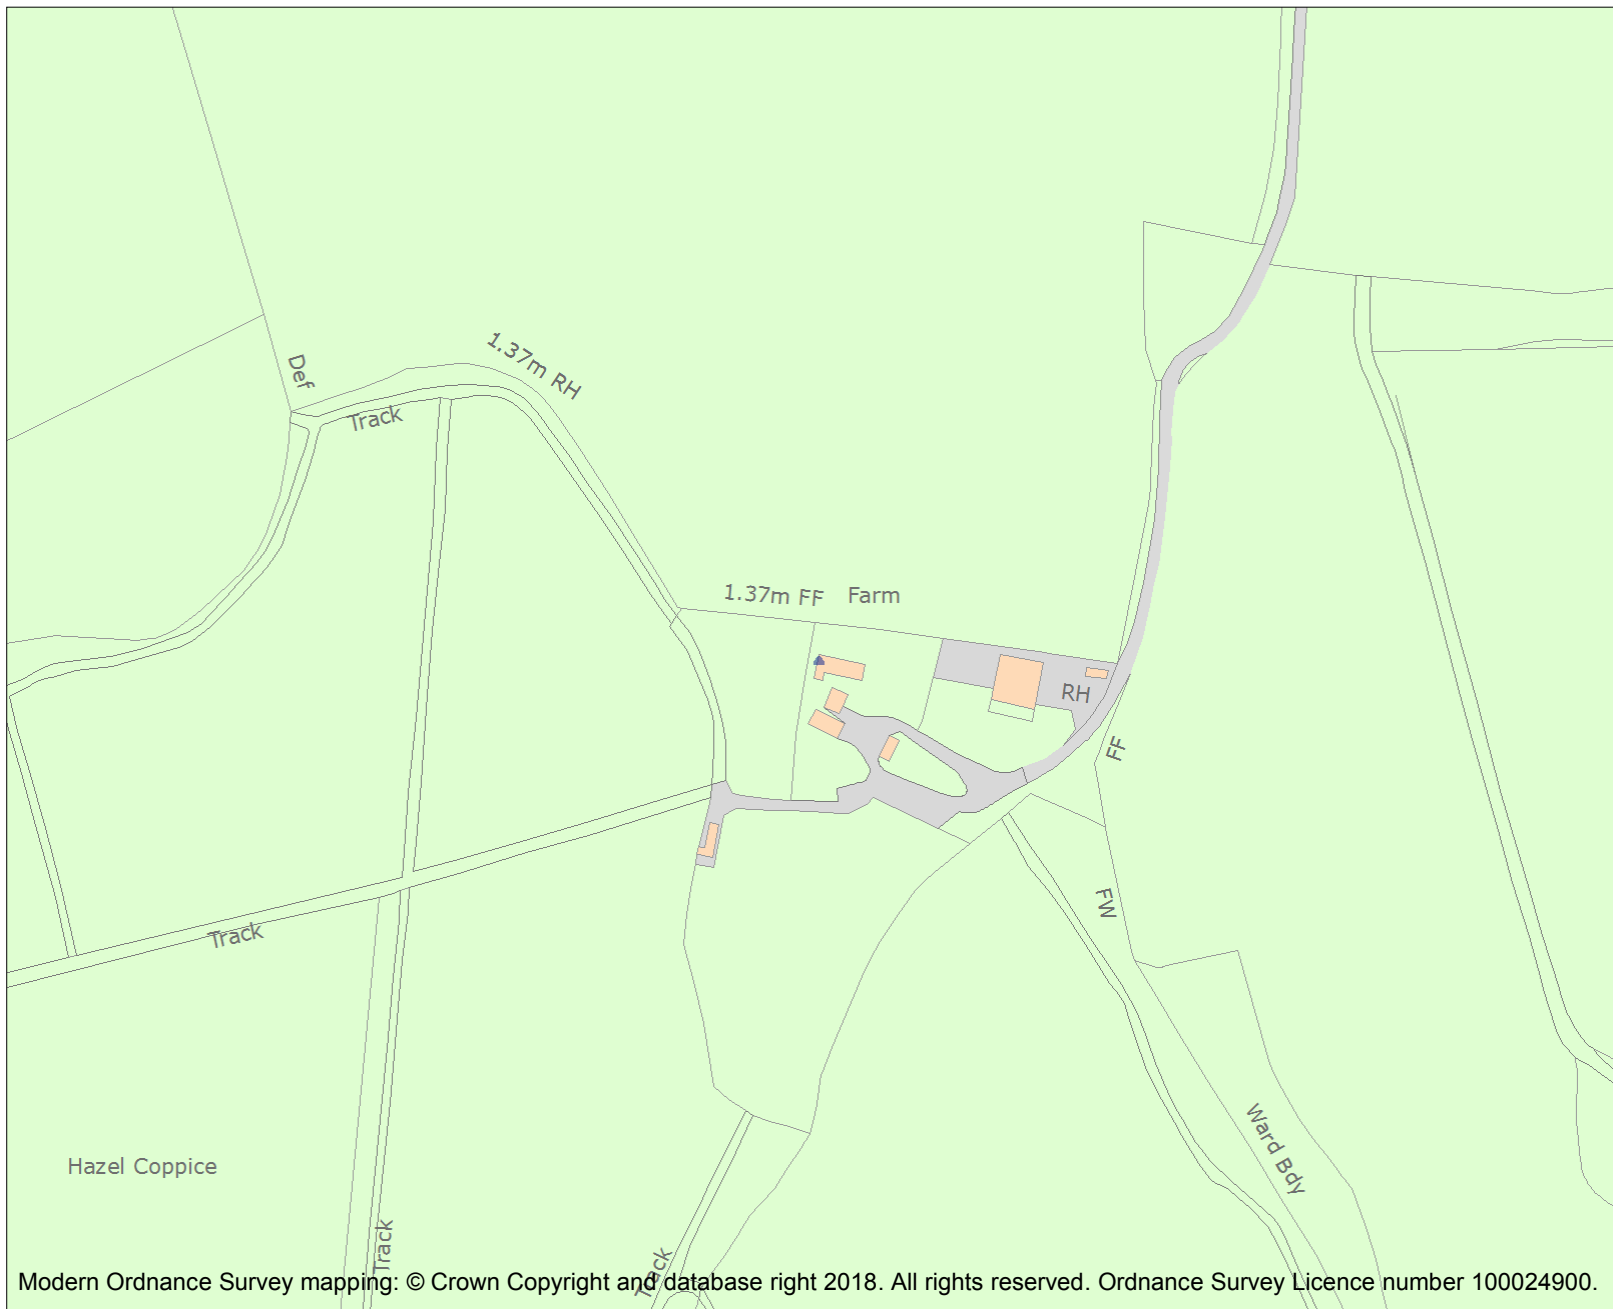 Def
1.37m RH
Track
1.37m FF
Farm
RH
FF
FW
Track
Ward Bdy
Hazel Coppice
Track
Track
Modern Ordnance Survey mapping: © Crown Copyright and database right 2018. All rights reserved. Ordnance Survey Licence number 100024900.